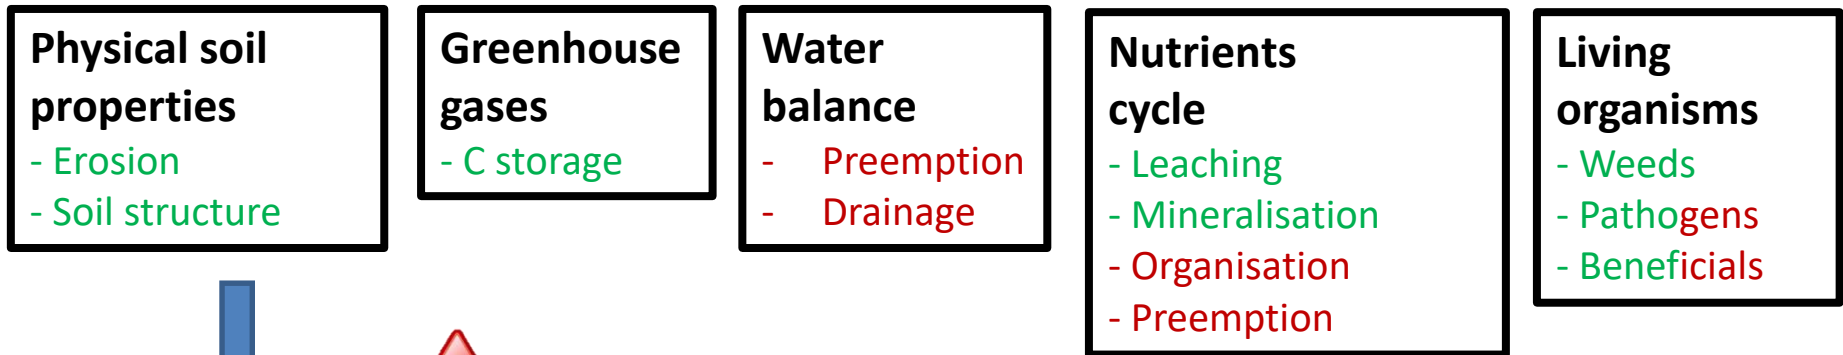 Physical soil
properties
- Erosion
- Soil structure
Greenhouse
gases
- C storage
Water
balance
- Preemption
- Drainage
Nutrients
cycle
- Leaching
- Mineralisation
- Organisation
- Preemption
Living
organisms
- Weeds
- Pathogens
- Beneficials